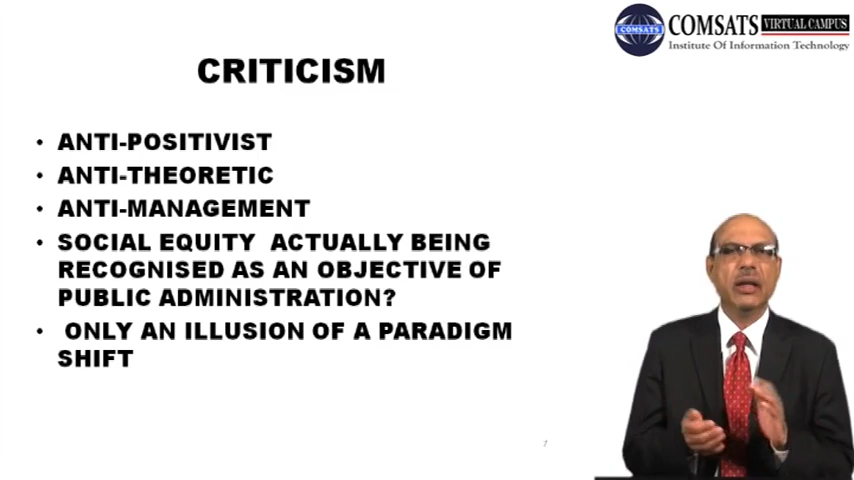 COMSATS VIRTUAL CAMPUS
COMSATS
Institute Of Information Technology
CRITICISM
• ANTI-POSITIVIST
• ANTI-THEORETIC
• ANTI-MANAGEMENT
• SOCIAL EQUITY ACTUALLY BEING
RECOGNISED AS AN OBJECTIVE OF
PUBLIC ADMINISTRATION?
• ONLY AN ILLUSION OF A PARADIGM
SHIFT